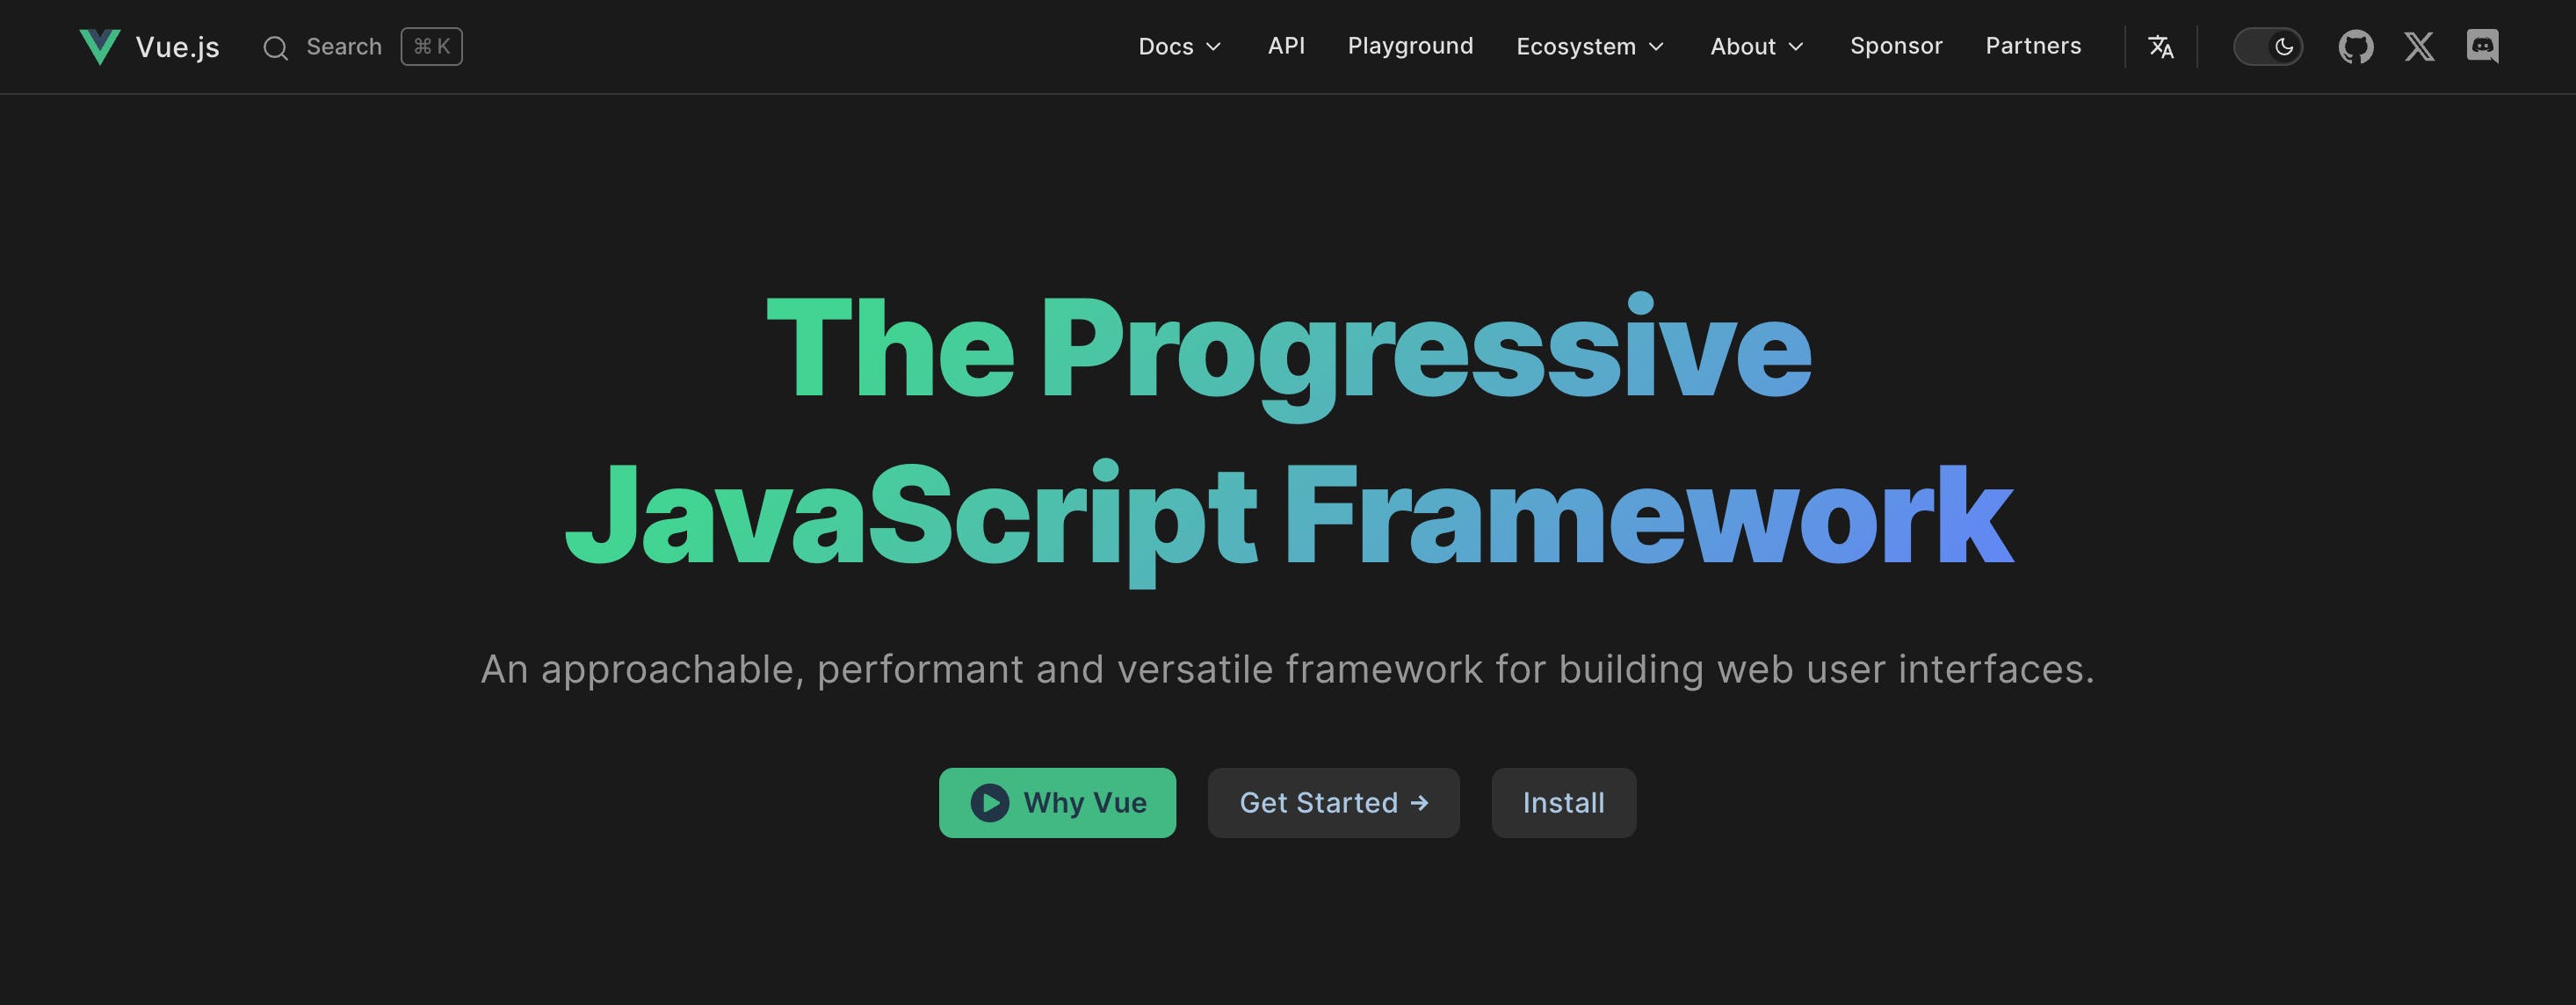 Vue.js Search ⌘ K Docs API Playground Ecosystem About Sponsor Partners
The Progressive
JavaScript Framework
An approachable, performant and versatile framework for building web user interfaces.
Why Vue Get Started → Install